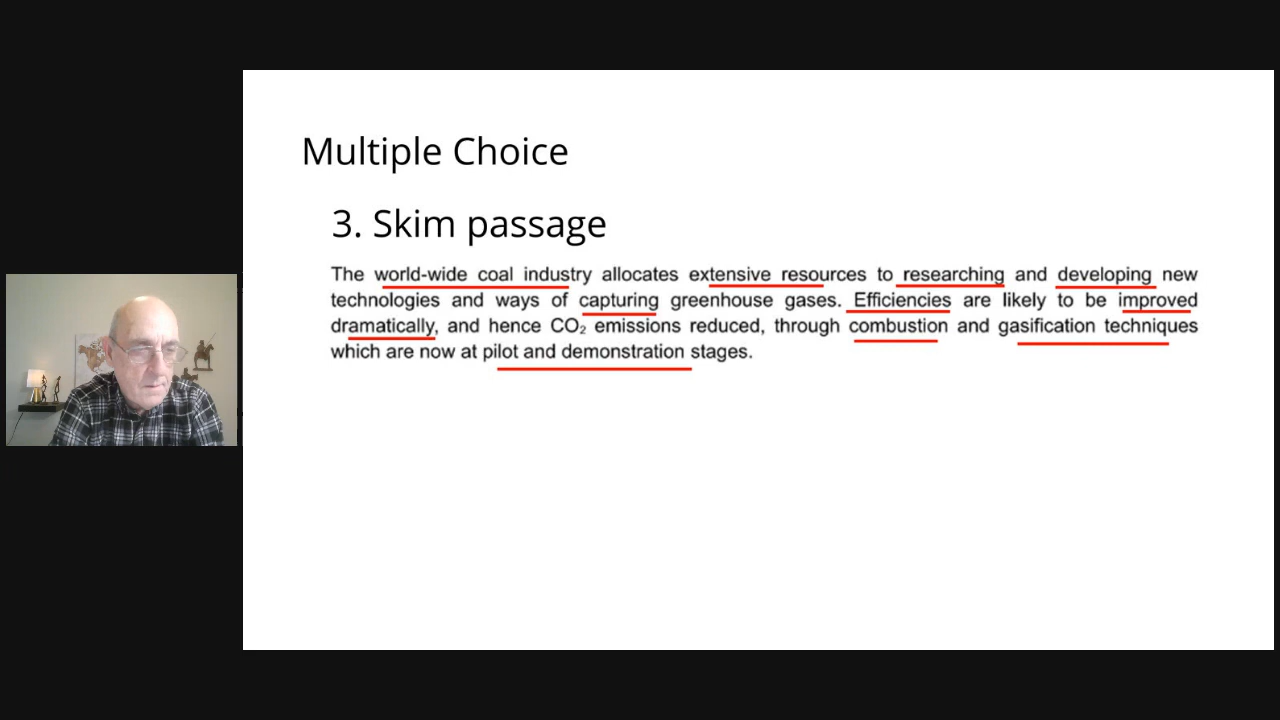 Multiple Choice
3. Skim passage
The world-wide coal industry allocates extensive resources to researching and developing new
technologies and ways of capturing greenhouse gases. Efficiencies are likely to be improved
dramatically, and hence CO₂ emissions reduced, through combustion and gasification techniques
which are now at pilot and demonstration stages.